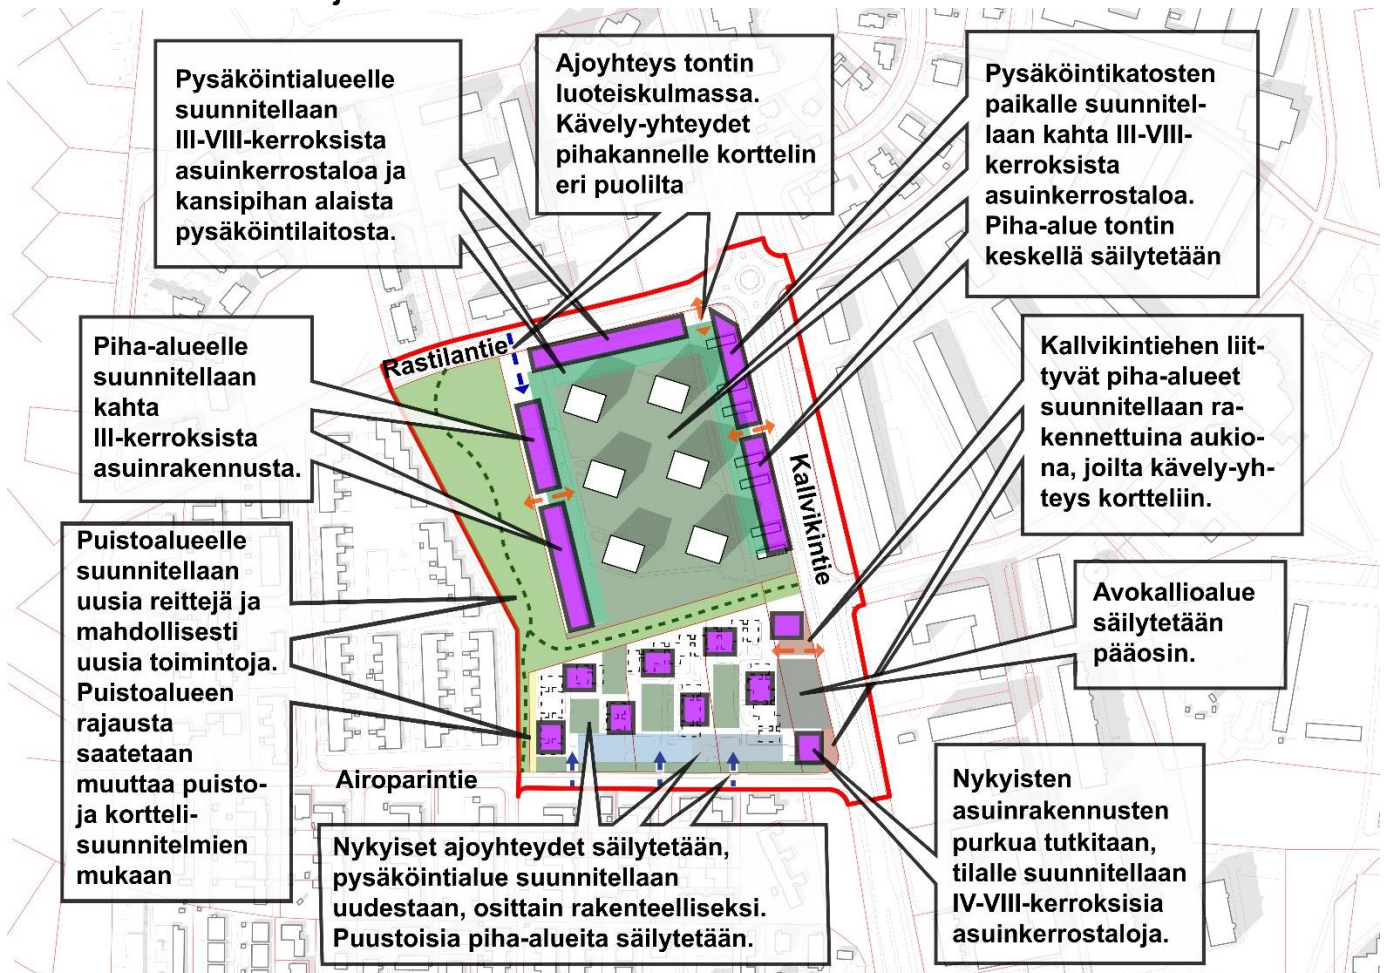 Pysäköintialueelle
suunnitellaan
III-VIII-kerroksista
asuinkerrostaloa ja
kansipihan alaista
pysäköintilaitosta.
Ajoyhteys tontin
luoteiskulmassa.
Kävely-yhteydet
pihakannelle korttelin
eri puolilta
Pysäköintikatosten
paikalle suunnitel-
laan kahta III-VIII-
kerroksista
asuinkerrostaloa.
Piha-alue tontin
keskellä säilytetään
Piha-alueelle
suunnitellaan
kahta
III-kerroksista
asuinrakennusta.
Rastilantie
Kallvikintie
Kallvikintiehen liit-
tyvät piha-alueet
suunnitellaan ra-
kennettuina aukio-
na, joilta kävely-yh-
teys kortteliin.
Puistoalueelle
suunnitellaan
uusia reittejä ja
mahdollisesti
uusia toimintoja.
Puistoalueen
rajausta
saatetaan
muuttaa puisto-
ja kortteli-
suunnitelmien
mukaan
Avokallioalue
säilytetään
pääosin.
Airoparintie
Nykyiset ajoyhteydet säilytetään,
pysäköintialue suunnitellaan
uudestaan, osittain rakenteelliseksi.
Puustoisia piha-alueita säilytetään.
Nykyisten
asuinrakennusten
purkua tutkitaan,
tilalle suunnitellaan
IV-VIII-kerroksisia
asuinkerrostaloja.